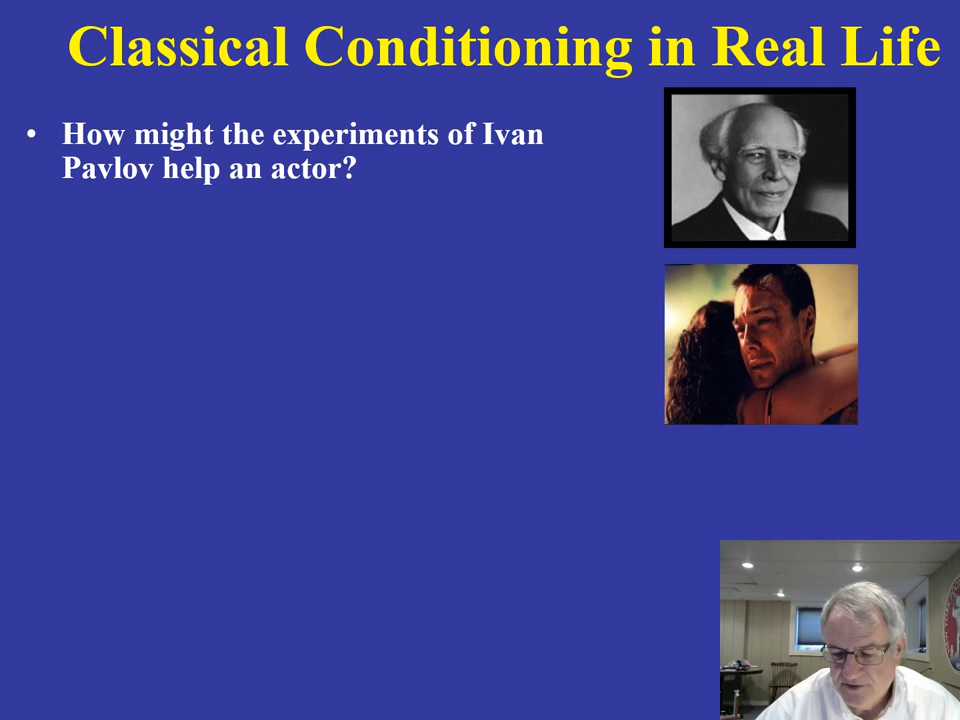 Classical Conditioning in Real Life
• How might the experiments of Ivan
Pavlov help an actor?